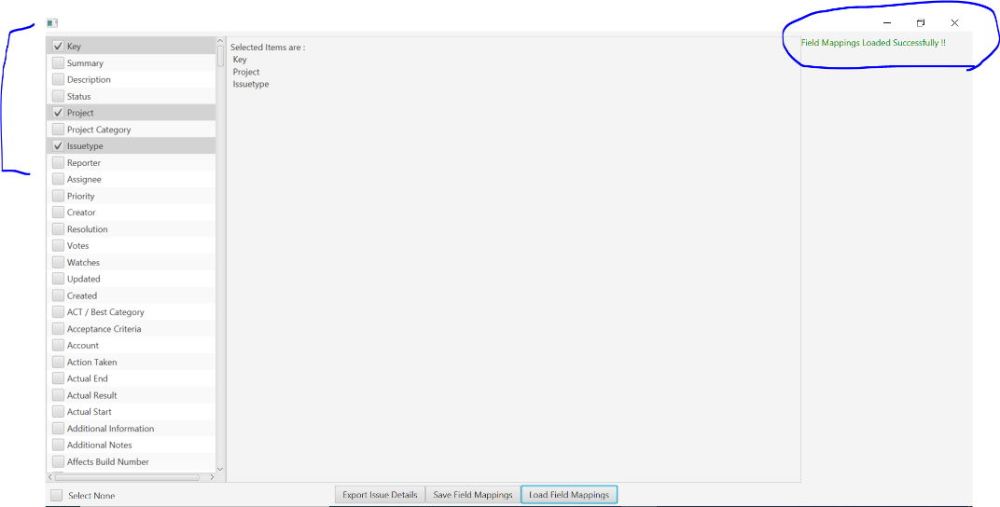 Field Mappings Loaded Successfully !!
Key
Summary
Description
Status
Project
Project Category
Issuetype
Reporter
Assignee
Priority
Creator
Resolution
Votes
Watches
Updated
Created
ACT / Best Category
Acceptance Criteria
Account
Action Taken
Actual End
Actual Result
Actual Start
Additional Information
Additional Notes
Affects Build Number
Select None
Selected Items are :
Key
Project
Issuetype
Export Issue Details
Save Field Mappings
Load Field Mappings